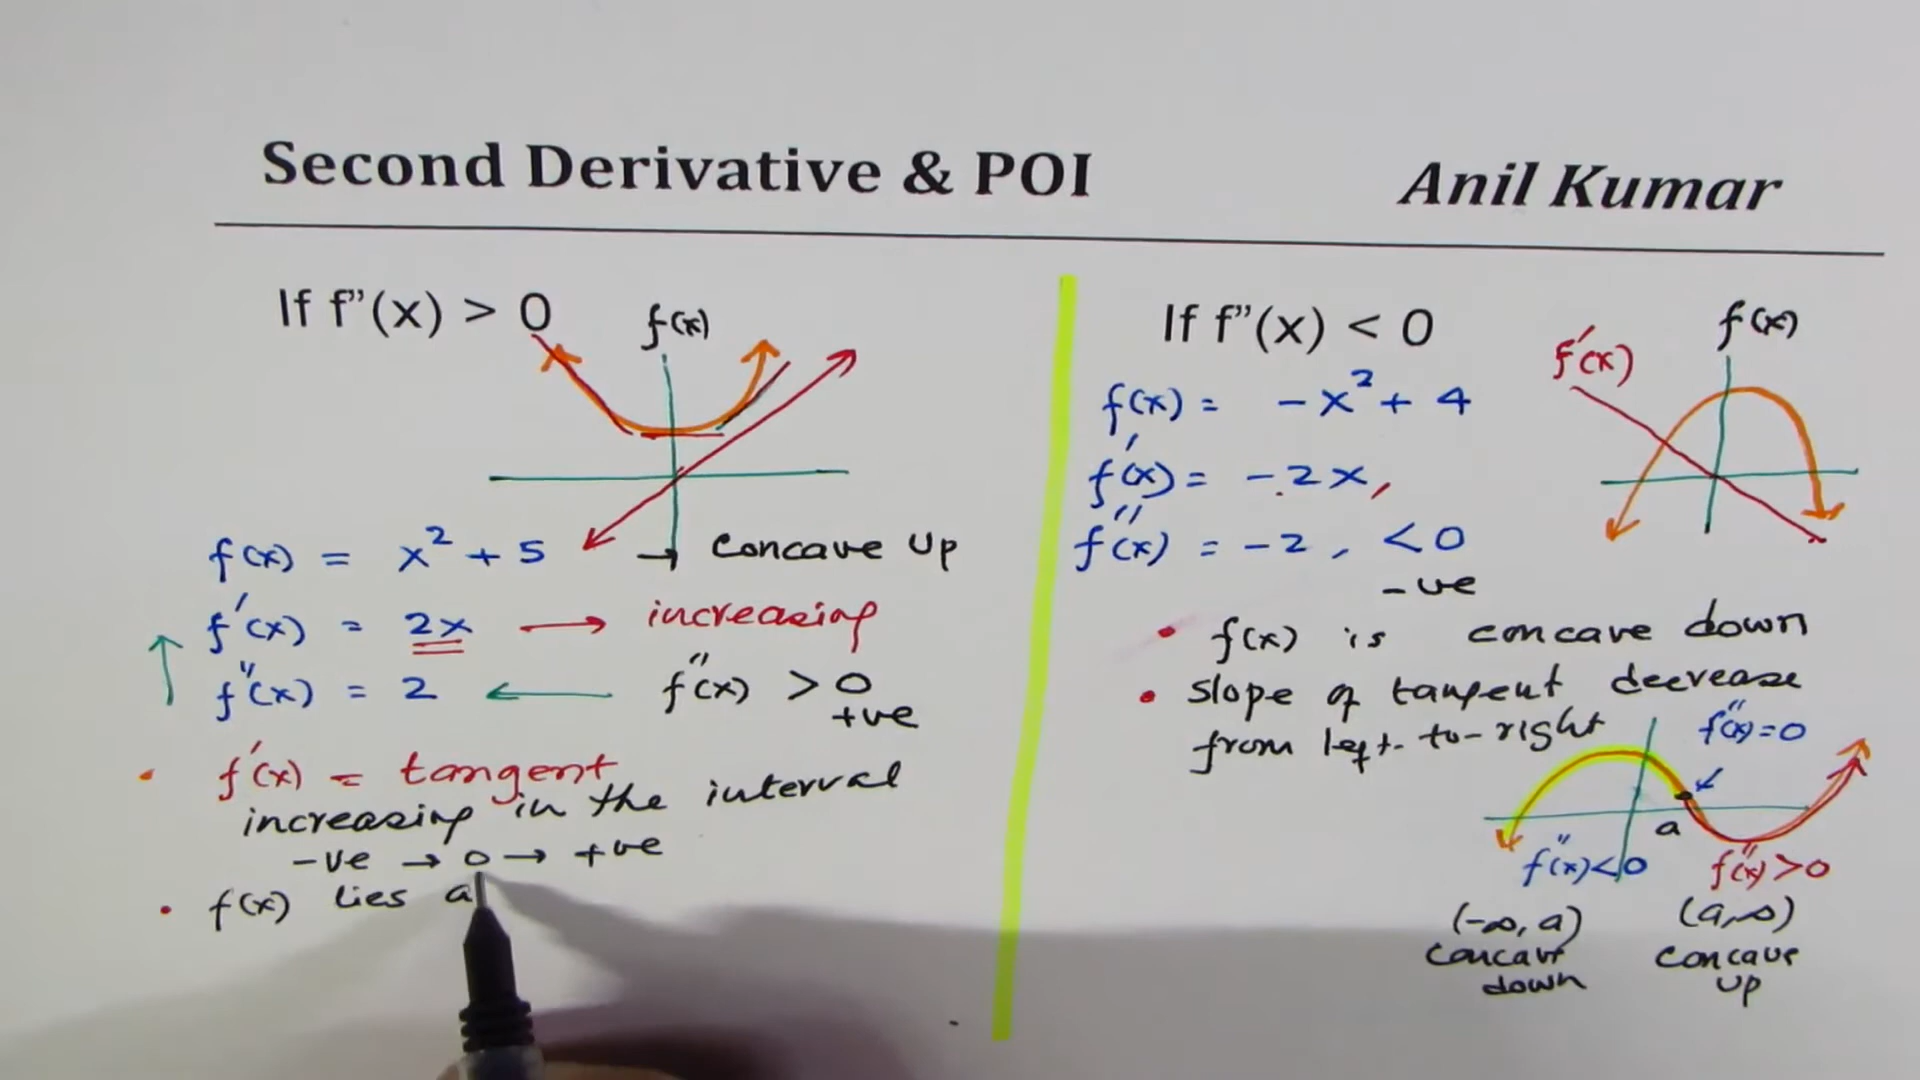 Second Derivative & POI
Anil Kumar
If f"(x) > 0
f(x)
f(x) = x² + 5
→ Concave Up
f'(x) = 2x → increasing
f"(x) = 2 ← f"(x) > 0
+ve
• f'(x) = tangent
increasing in the interval
-ve → 0 → +ve
• f(x) lies a
If f"(x) < 0
f'(x)
f(x)
f(x) = -x² + 4
f'(x) = -2x,
f"(x) = -2, <0
-ve
• f(x) is concave down
• Slope of tangent decrease
from left-to-right
f"(x)=0
a
f"(x)<0
f"(x)>0
(-∞, a)
(a, ∞)
Concave
down
Concave
up